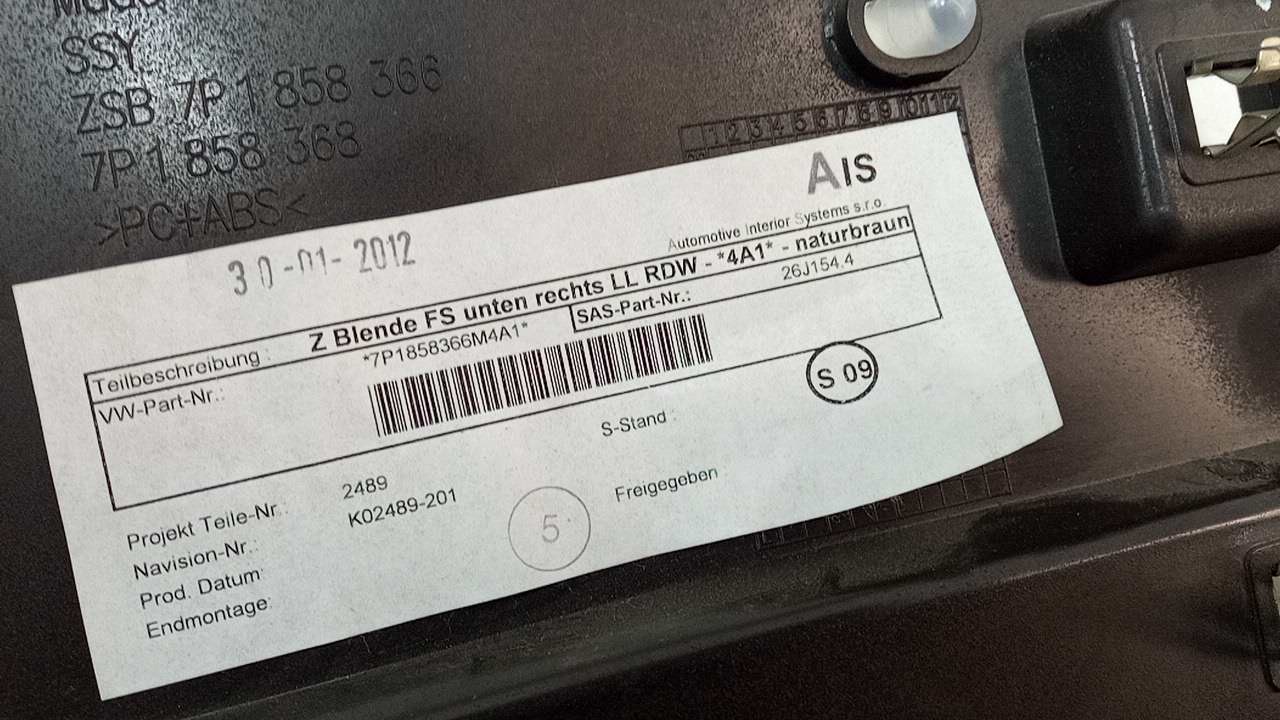 SSY.
ZSB 7P1 858 366
7P1 858 368
>PC+ABS<
1 2 3 4 5 6 7 8 9 10 11 12
30-01-2012
AIS
Automotive Interior Systems s.r.o.
Teilbeschreibung : Z Blende FS unten rechts LL RDW - *4A1* - naturbraun
VW-Part-Nr.: *7P1858366M4A1* SAS-Part-Nr.: 26J154.4
S-Stand : S 09
Projekt Teile-Nr.: 2489
Navision-Nr.: K02489-201
Prod. Datum:
Endmontage:
5
Freigegeben